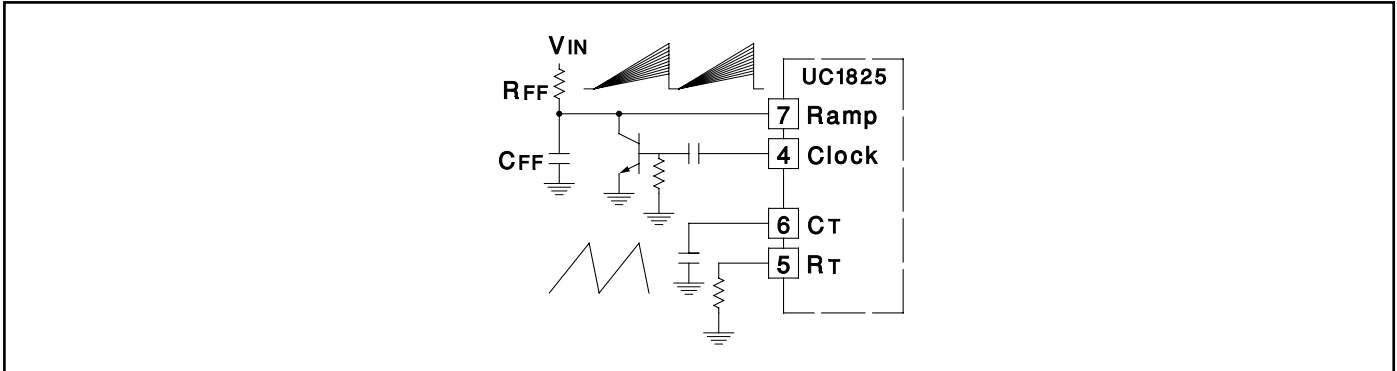 VIN
RFF
UC1825
7 Ramp
CFF
4 Clock
6 CT
5 RT